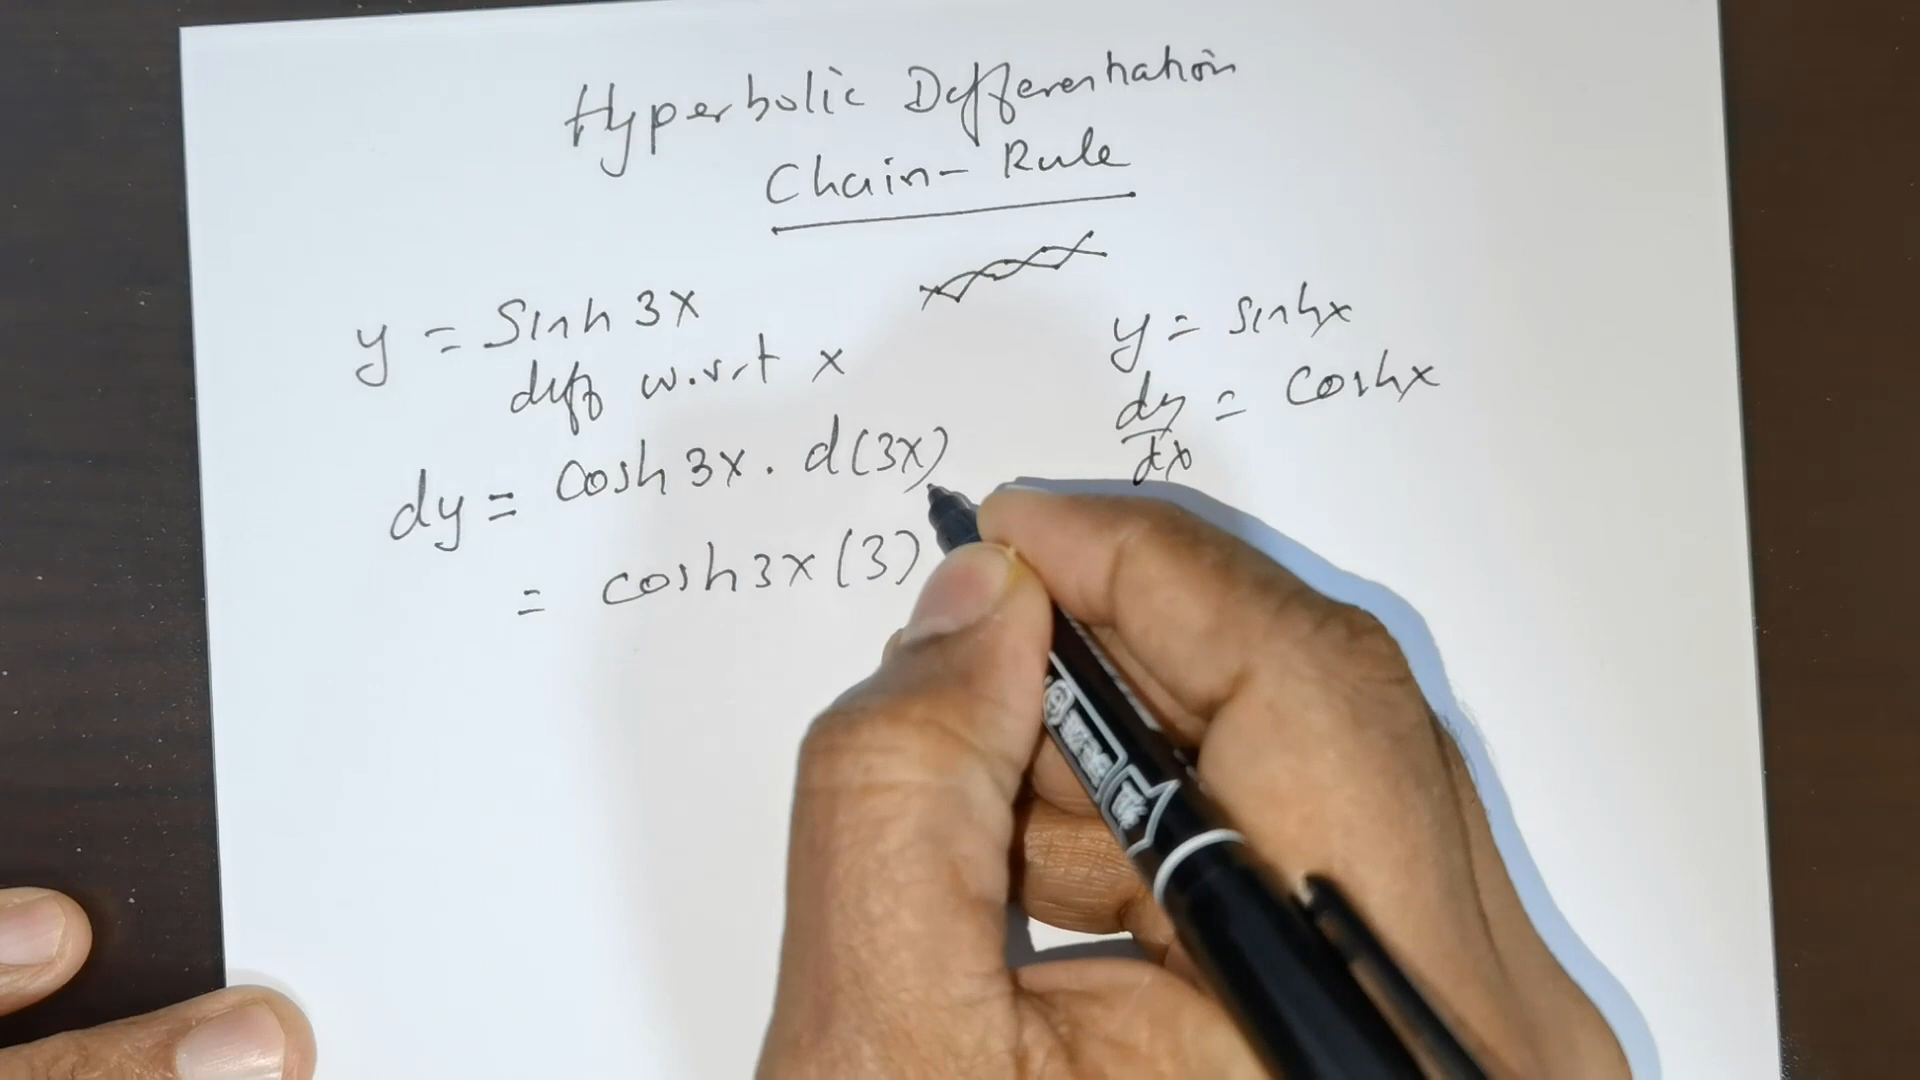 Hyperbolic Differentiation
Chain-Rule
y = Sinh 3x
diff w.r.t x
dy = Cosh 3x . d(3x)
= cosh 3x (3)
y = sinhx
dy/dx = coshx